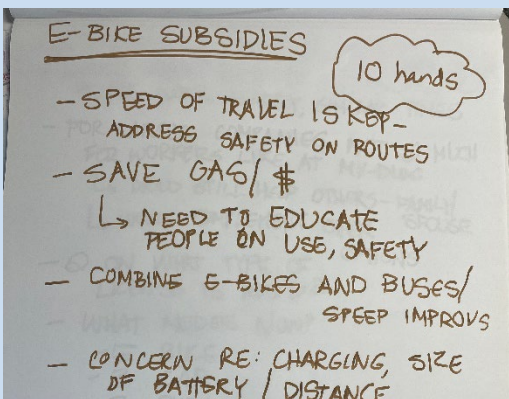 E-BIKE SUBSIDIES
10 hands
- SPEED OF TRAVEL IS KEY -
ADDRESS SAFETY ON ROUTES
- SAVE GAS/$
↳ NEED TO EDUCATE
PEOPLE ON USE, SAFETY
- COMBINE E-BIKES AND BUSES/
SPEED IMPROVS
- CONCERN RE: CHARGING, SIZE
OF BATTERY / DISTANCE